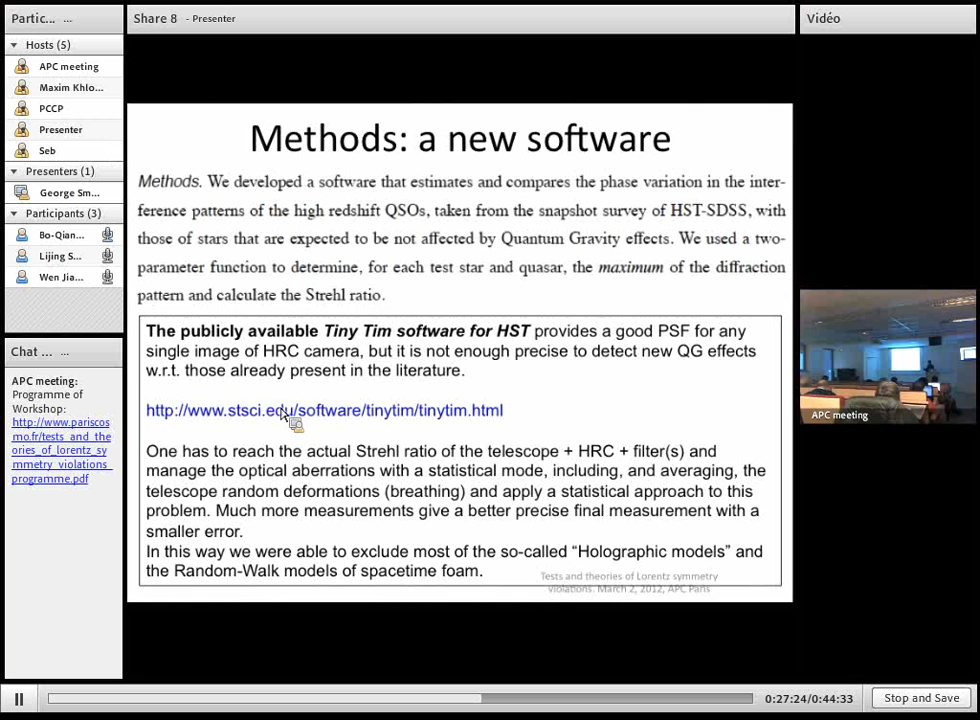 Partic... ...
Share 8 - Presenter
Vidéo
Hosts (5)
APC meeting
Maxim Khlo...
PCCP
Presenter
Seb
Presenters (1)
George Sm...
Participants (3)
Bo-Qian...
Lijing S...
Wen Jia...
Chat ... ...
APC meeting:
Programme of
Workshop:
http://www.pariscos
mo.fr/tests_and_the
ories_of_lorentz_sy
mmetry_violations_
programme.pdf
Methods: a new software
Methods. We developed a software that estimates and compares the phase variation in the inter-
ference patterns of the high redshift QSOs, taken from the snapshot survey of HST-SDSS, with
those of stars that are expected to be not affected by Quantum Gravity effects. We used a two-
parameter function to determine, for each test star and quasar, the maximum of the diffraction
pattern and calculate the Strehl ratio.
The publicly available Tiny Tim software for HST provides a good PSF for any
single image of HRC camera, but it is not enough precise to detect new QG effects
w.r.t. those already present in the literature.
http://www.stsci.edu/software/tinytim/tinytim.html
One has to reach the actual Strehl ratio of the telescope + HRC + filter(s) and
manage the optical aberrations with a statistical mode, including, and averaging, the
telescope random deformations (breathing) and apply a statistical approach to this
problem. Much more measurements give a better precise final measurement with a
smaller error.
In this way we were able to exclude most of the so-called “Holographic models” and
the Random-Walk models of spacetime foam.
Tests and theories of Lorentz symmetry
violations. March 2, 2012, APC Paris
APC meeting
0:27:24/0:44:33
Stop and Save